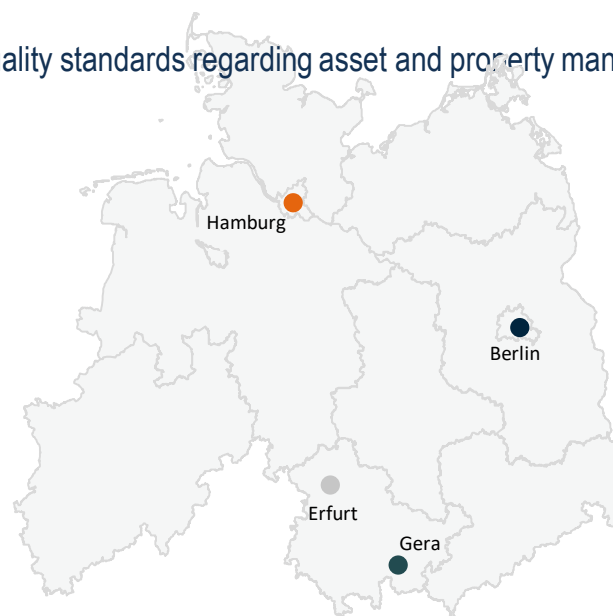 ality standards regarding asset and property man
Hamburg
Berlin
Erfurt
Gera